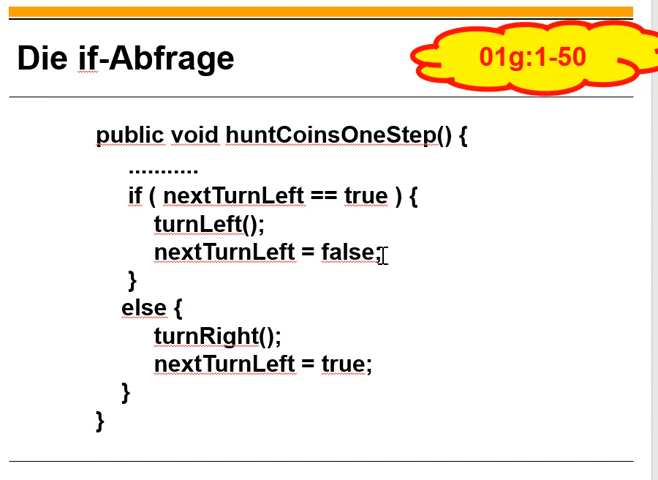 Die if-Abfrage
01g:1-50
public void huntCoinsOneStep() {
...........
if ( nextTurnLeft == true ) {
turnLeft();
nextTurnLeft = false;
}
else {
turnRight();
nextTurnLeft = true;
}
}